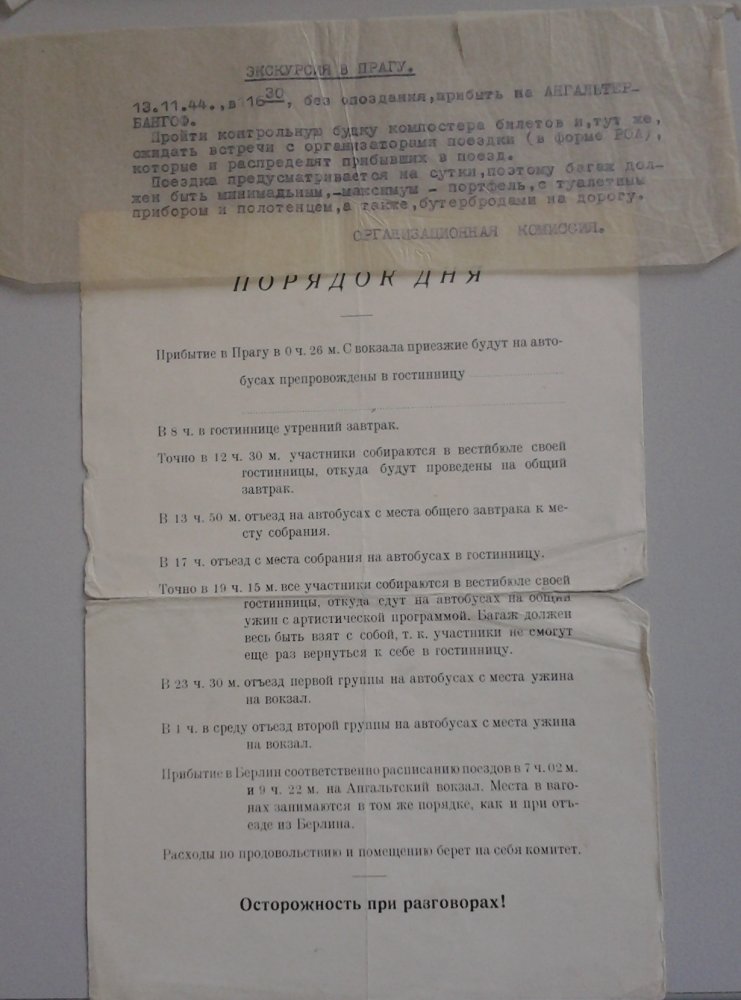 ЭКСКУРСИЯ В ПРАГУ.
13.11.44., в 16 30, без опоздания, прибыть на АНГАЛЬТЕР-
БАНГОФ.
Пройти контрольную будку компостера билетов и, тут же,
ожидать встречи с организаторами поездки (в форме РОА),
которые и распределят прибывших в поезд.
Поездка предусматривается на сутки, поэтому багаж дол-
жен быть минимальным, -максимум - портфель, с туалетным
прибором и полотенцем, а также, бутербродами на дорогу.
ОРГАНИЗАЦИОННАЯ КОМИССИЯ.
ПОРЯДОК ДНЯ
Прибытие в Прагу в 0 ч. 26 м. С вокзала приезжие будут на авто-
бусах препровождены в гостинницу
В 8 ч. в гостиннице утренний завтрак.
Точно в 12 ч. 30 м. участники собираются в вестибюле своей
гостинницы, откуда будут проведены на общий
завтрак.
В 13 ч. 50 м. отъезд на автобусах с места общего завтрака к ме-
сту собрания.
В 17 ч. отъезд с места собрания на автобусах в гостинницу.
Точно в 19 ч. 15 м. все участники собираются в вестибюле своей
гостинницы, откуда едут на автобусах на общий
ужин с артистической программой. Багаж должен
весь быть взят с собой, т. к. участники не смогут
еще раз вернуться к себе в гостинницу.
В 23 ч. 30 м. отъезд первой группы на автобусах с места ужина
на вокзал.
В 1 ч. в среду отъезд второй группы на автобусах с места ужина
на вокзал.
Прибытие в Берлин соответственно расписанию поездов в 7 ч. 02 м.
и 9 ч. 22 м. на Ангальтский вокзал. Места в ваго-
нах занимаются в том же порядке, как и при отъ-
езде из Берлина.
Расходы по продовольствию и помещению берет на себя комитет.
Осторожность при разговорах!